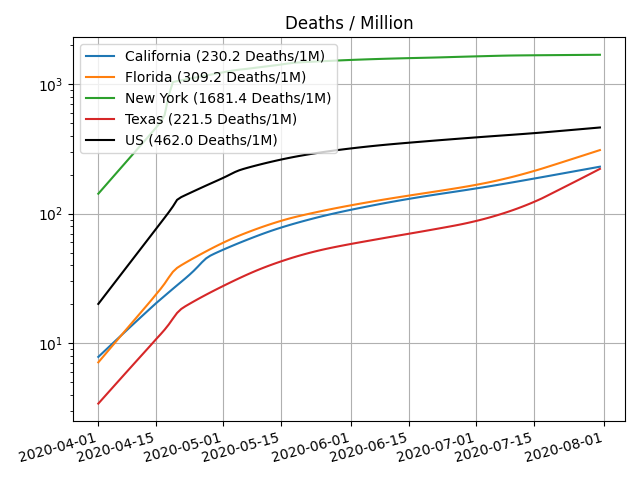 Deaths / Million
California (230.2 Deaths/1M)
Florida (309.2 Deaths/1M)
New York (1681.4 Deaths/1M)
Texas (221.5 Deaths/1M)
US (462.0 Deaths/1M)
10³
10²
10¹
2020-04-01
2020-04-15
2020-05-01
2020-05-15
2020-06-01
2020-06-15
2020-07-01
2020-07-15
2020-08-01